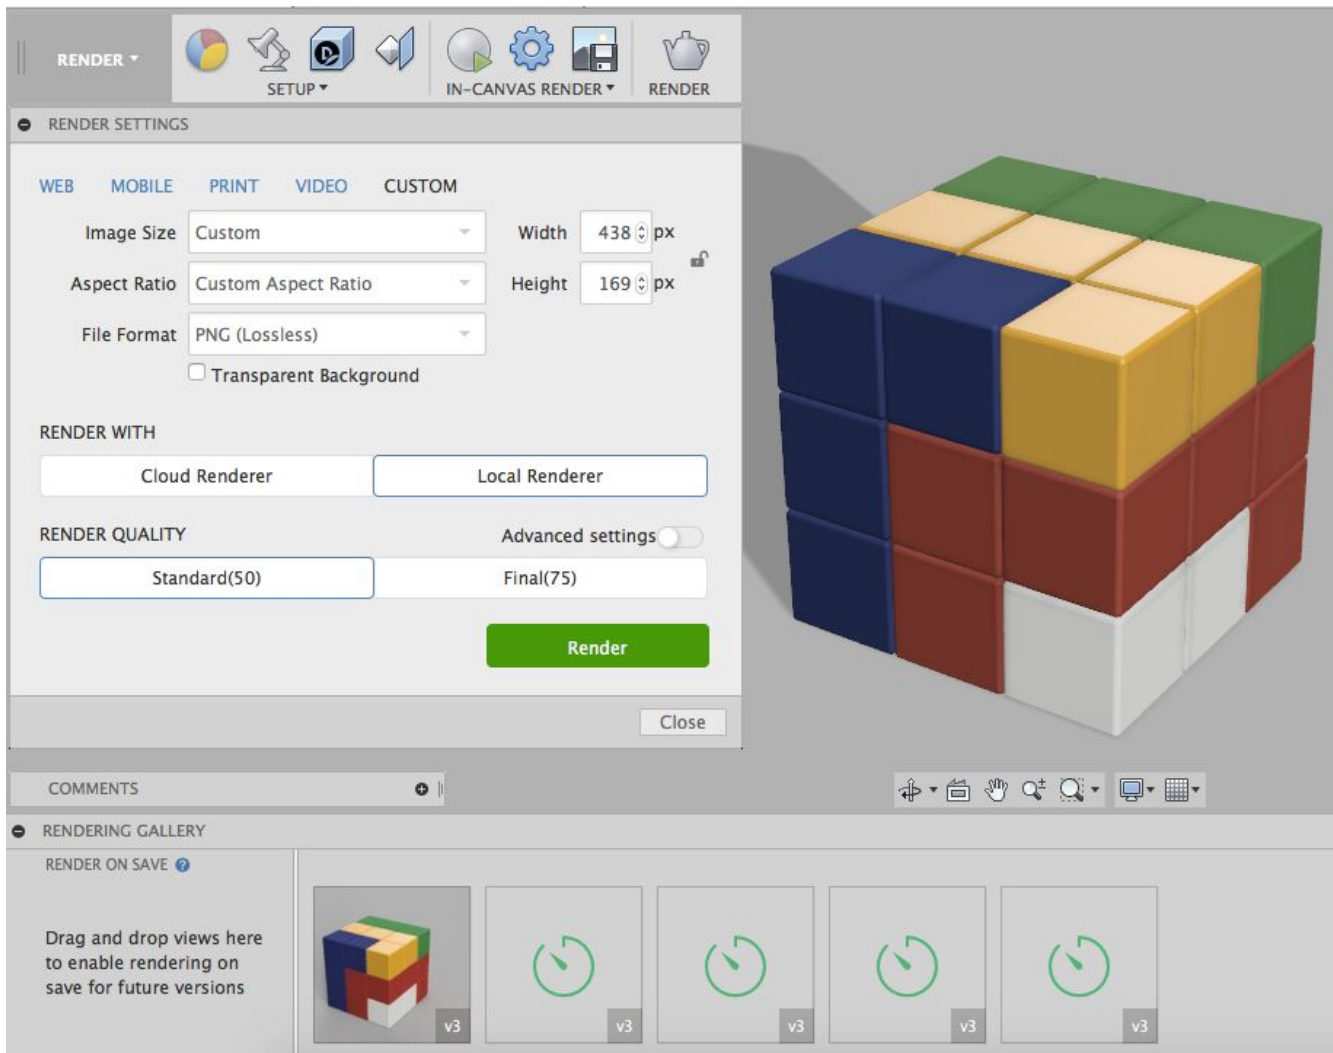 RENDER
SETUP
IN-CANVAS RENDER
RENDER
RENDER SETTINGS
WEB MOBILE PRINT VIDEO CUSTOM
Image Size Custom Width 438 px
Aspect Ratio Custom Aspect Ratio Height 169 px
File Format PNG (Lossless)
Transparent Background
RENDER WITH
Cloud Renderer Local Renderer
RENDER QUALITY Advanced settings
Standard(50) Final(75)
Render
Close
COMMENTS
RENDERING GALLERY
RENDER ON SAVE ?
Drag and drop views here
to enable rendering on
save for future versions
v3 v3 v3 v3 v3